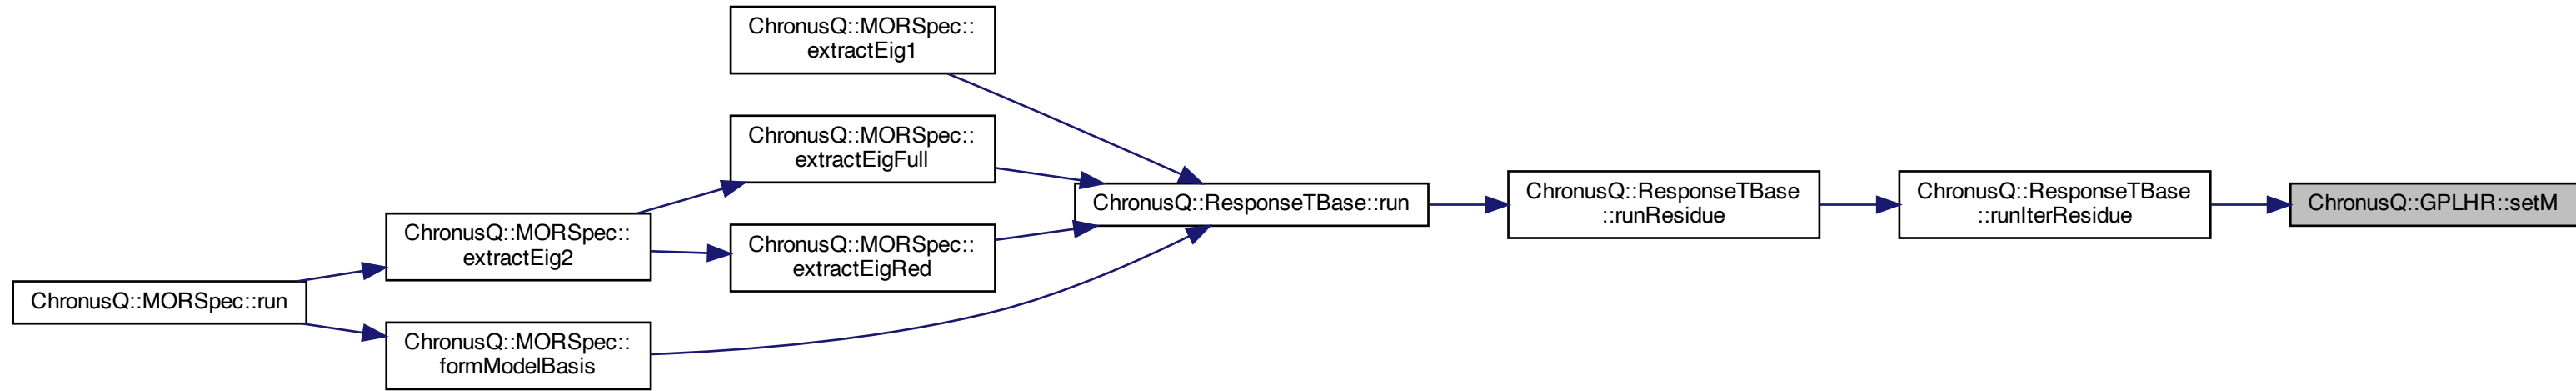 ChronusQ::MORSpec::
extractEig1
ChronusQ::MORSpec::
extractEigFull
ChronusQ::MORSpec::
extractEig2
ChronusQ::MORSpec::
extractEigRed
ChronusQ::MORSpec::run
ChronusQ::MORSpec::
formModelBasis
ChronusQ::ResponseTBase::run
ChronusQ::ResponseTBase
::runResidue
ChronusQ::ResponseTBase
::runIterResidue
ChronusQ::GPLHR::setM